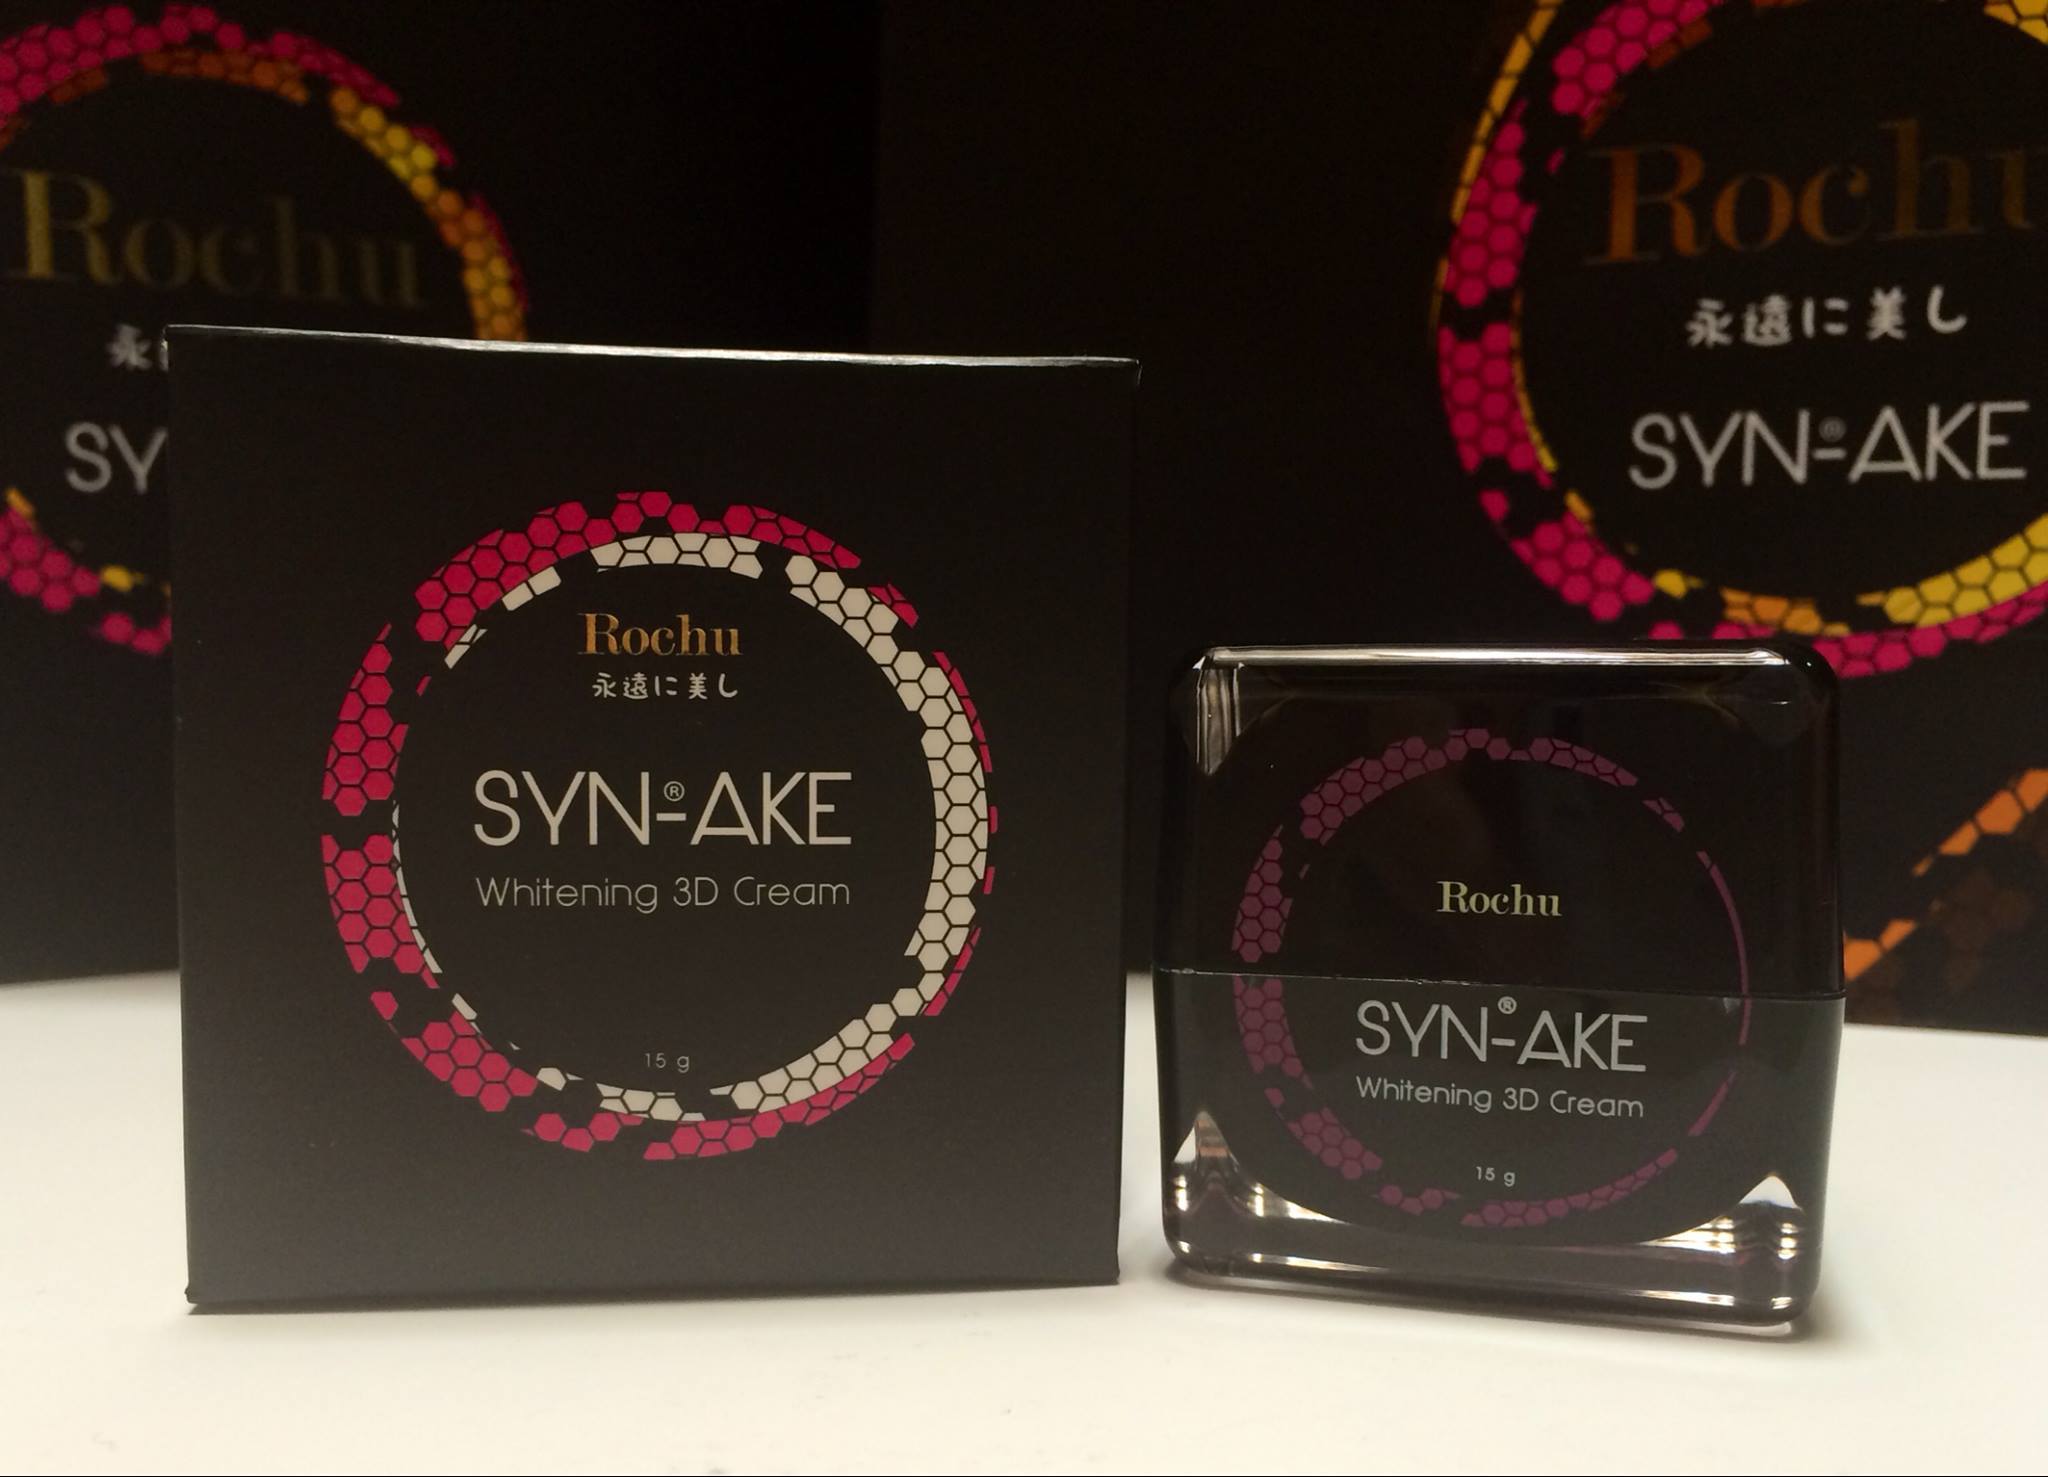 Rochu
永遠に美し
SYN-AKE
Whitening 3D Cream
15 g
Rochu
SYN®-AKE
Whitening 3D Cream
15 g
Rochu
永
SY
Rochu
永遠に美し
SYN®-AKE